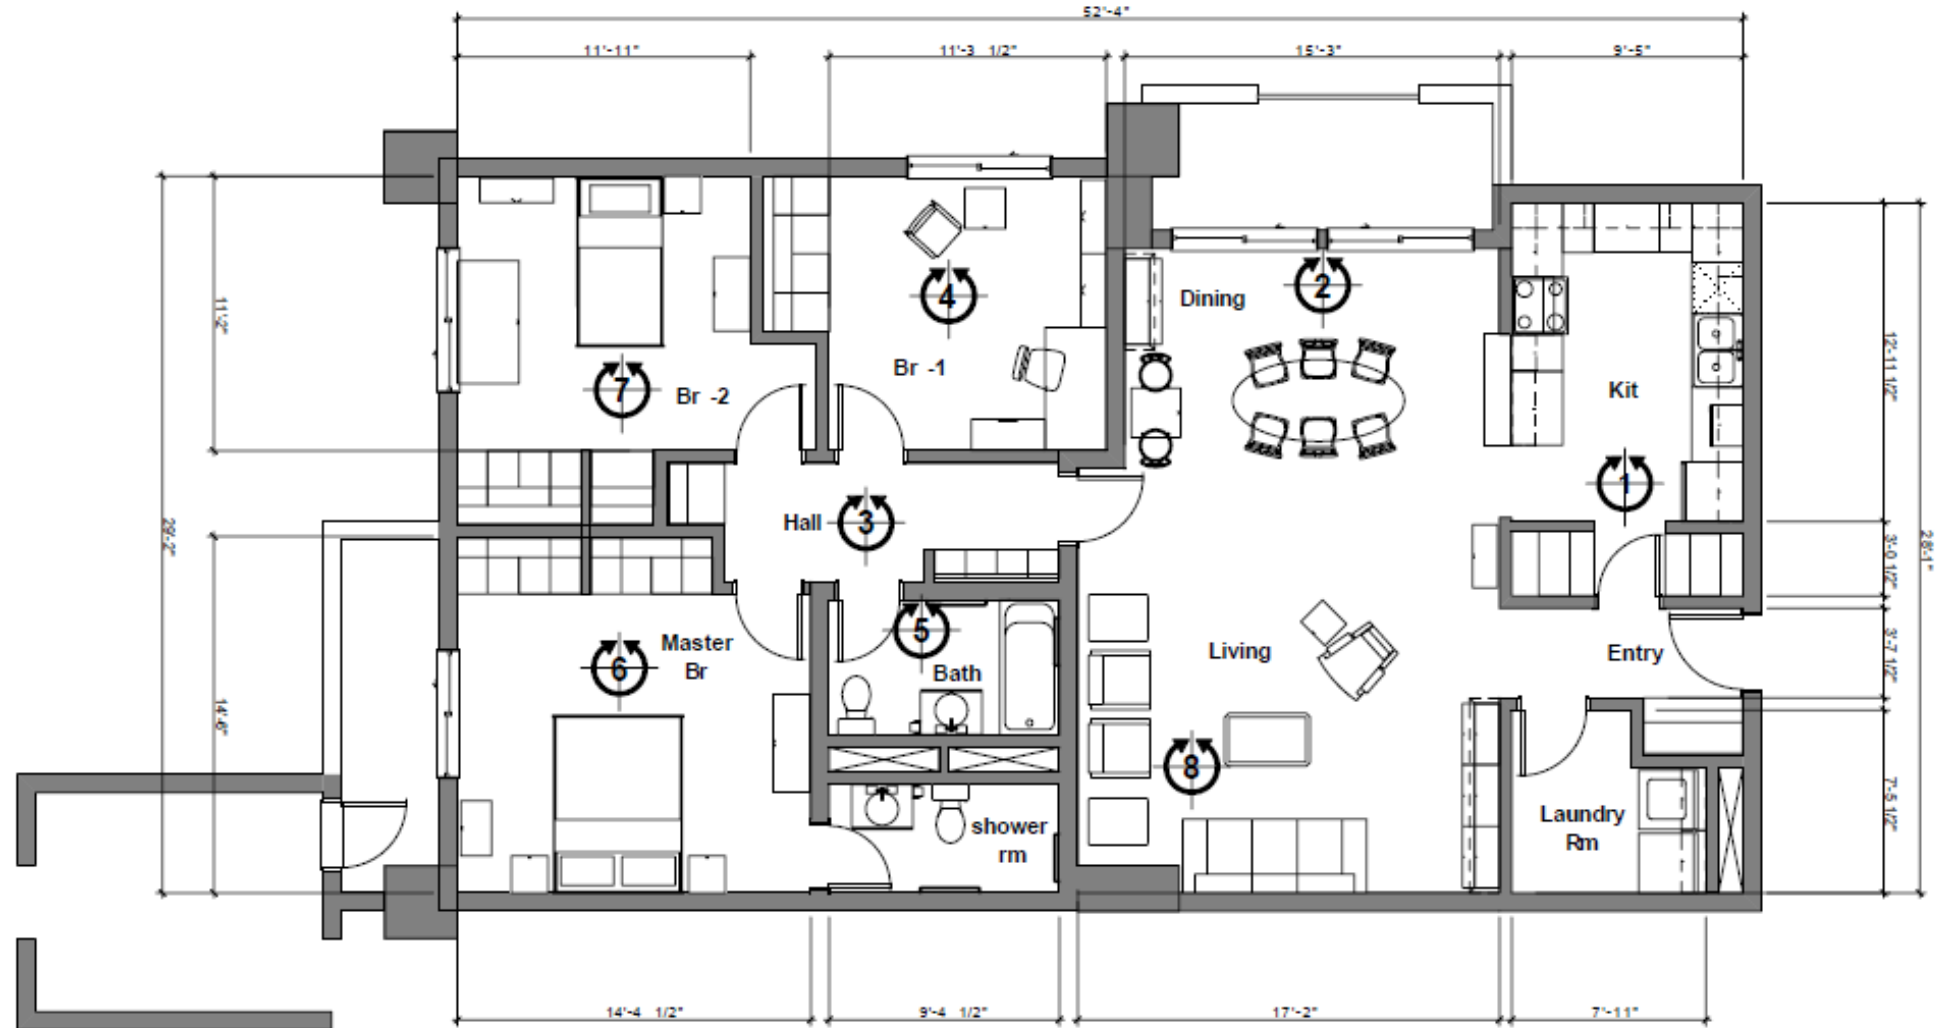 52'-4"
11'-11"
11'-3 1/2"
15'-3"
9'-5"
11'-2"
29'-2"
14'-6"
7
Br -2
4
Br -1
Dining
2
Kit
1
12'-11 1/2"
3'-0 1/2"
28'-1"
3'-7 1/2"
7'-5 1/2"
Hall
3
Master
Br
6
5
Bath
Living
Entry
8
shower
rm
Laundry
Rm
14'-4 1/2"
9'-4 1/2"
17'-2"
7'-11"